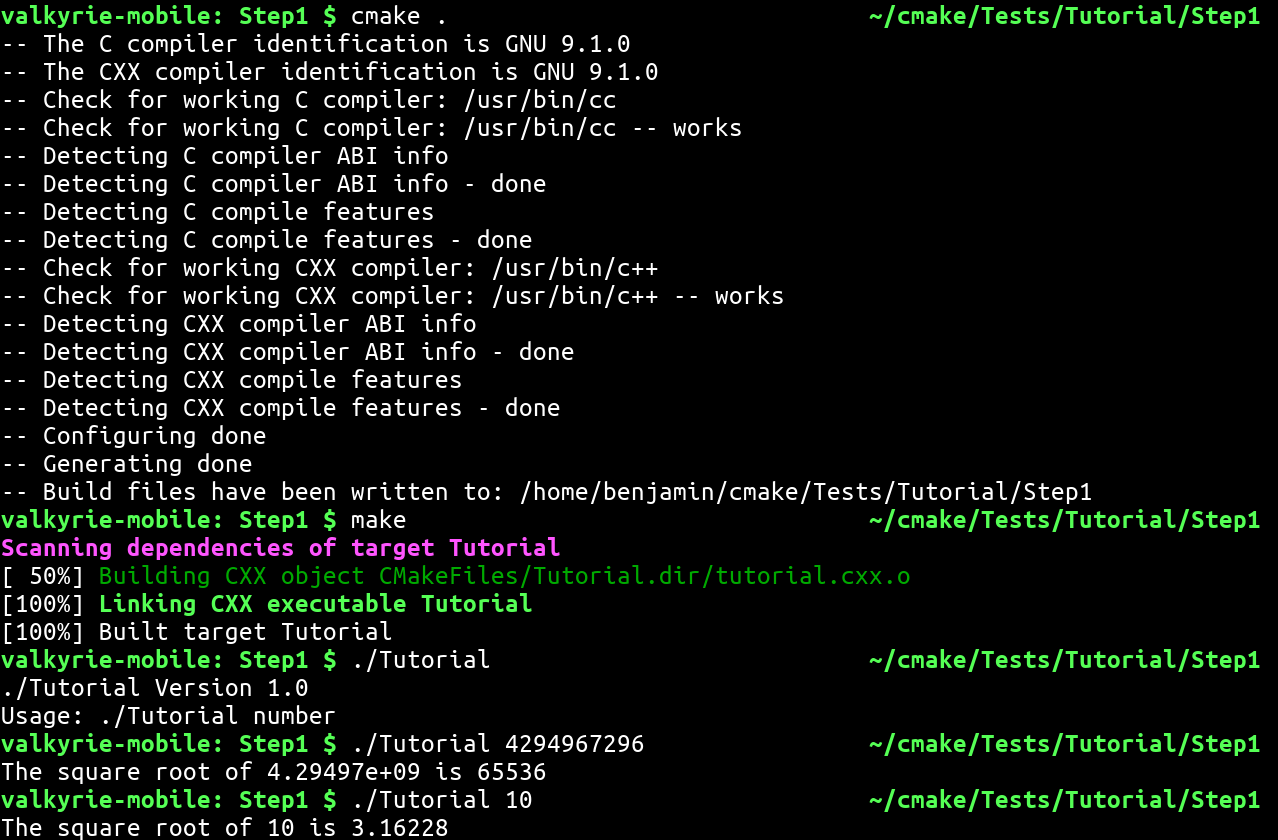 valkyrie-mobile: Step1 $ cmake . ~/cmake/Tests/Tutorial/Step1
-- The C compiler identification is GNU 9.1.0
-- The CXX compiler identification is GNU 9.1.0
-- Check for working C compiler: /usr/bin/cc
-- Check for working C compiler: /usr/bin/cc -- works
-- Detecting C compiler ABI info
-- Detecting C compiler ABI info - done
-- Detecting C compile features
-- Detecting C compile features - done
-- Check for working CXX compiler: /usr/bin/c++
-- Check for working CXX compiler: /usr/bin/c++ -- works
-- Detecting CXX compiler ABI info
-- Detecting CXX compiler ABI info - done
-- Detecting CXX compile features
-- Detecting CXX compile features - done
-- Configuring done
-- Generating done
-- Build files have been written to: /home/benjamin/cmake/Tests/Tutorial/Step1
valkyrie-mobile: Step1 $ make ~/cmake/Tests/Tutorial/Step1
Scanning dependencies of target Tutorial
[ 50%] Building CXX object CMakeFiles/Tutorial.dir/tutorial.cxx.o
[100%] Linking CXX executable Tutorial
[100%] Built target Tutorial
valkyrie-mobile: Step1 $ ./Tutorial ~/cmake/Tests/Tutorial/Step1
./Tutorial Version 1.0
Usage: ./Tutorial number
valkyrie-mobile: Step1 $ ./Tutorial 4294967296 ~/cmake/Tests/Tutorial/Step1
The square root of 4.29497e+09 is 65536
valkyrie-mobile: Step1 $ ./Tutorial 10 ~/cmake/Tests/Tutorial/Step1
The square root of 10 is 3.16228